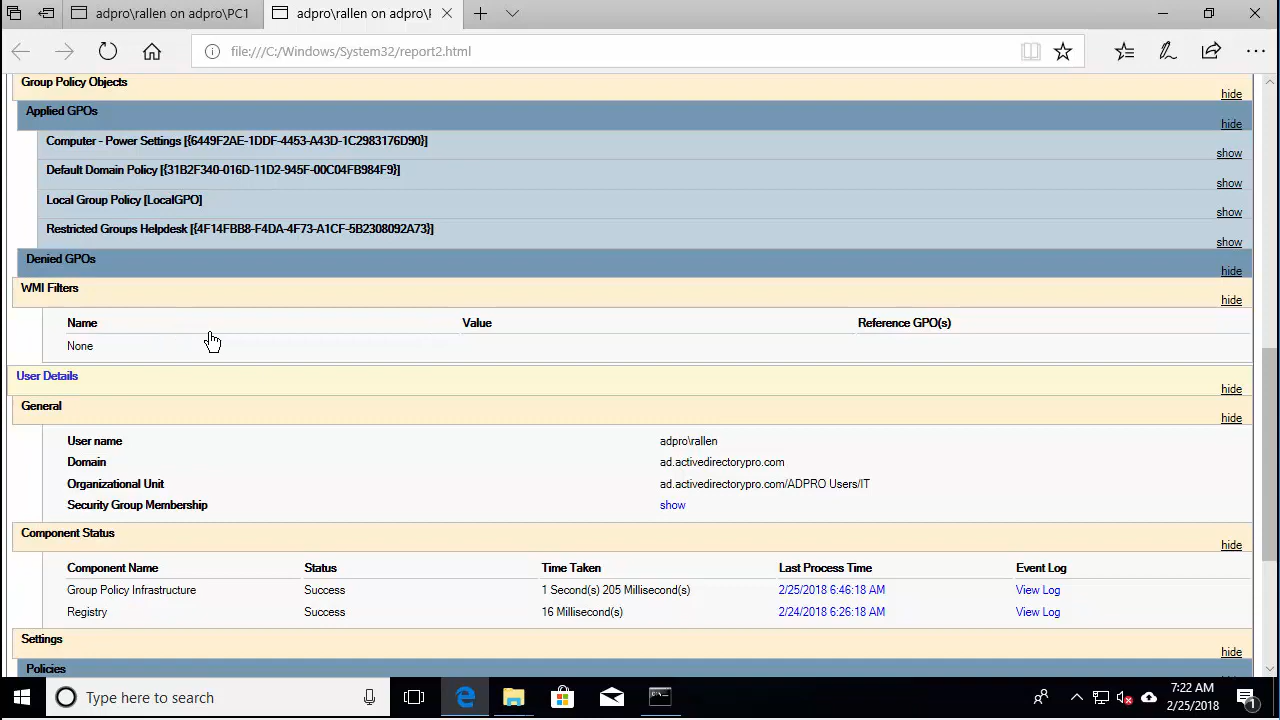 adpro\rallen on adpro\PC1
adpro\rallen on adpro\F
file:///C:/Windows/System32/report2.html
Group Policy Objects
hide
Applied GPOs
hide
Computer - Power Settings [{6449F2AE-1DDF-4453-A43D-1C2983176D90}]
show
Default Domain Policy [{31B2F340-016D-11D2-945F-00C04FB984F9}]
show
Local Group Policy [LocalGPO]
show
Restricted Groups Helpdesk [{4F14FBB8-F4DA-4F73-A1CF-5B2308092A73}]
show
Denied GPOs
hide
WMI Filters
hide
Name Value Reference GPO(s)
None
User Details
hide
General
hide
User name adpro\rallen
Domain ad.activedirectorypro.com
Organizational Unit ad.activedirectorypro.com/ADPRO Users/IT
Security Group Membership show
Component Status
hide
Component Name Status Time Taken Last Process Time Event Log
Group Policy Infrastructure Success 1 Second(s) 205 Millisecond(s) 2/25/2018 6:46:18 AM View Log
Registry Success 16 Millisecond(s) 2/24/2018 6:26:18 AM View Log
Settings
hide
Policies
Type here to search
7:22 AM
2/25/2018
1